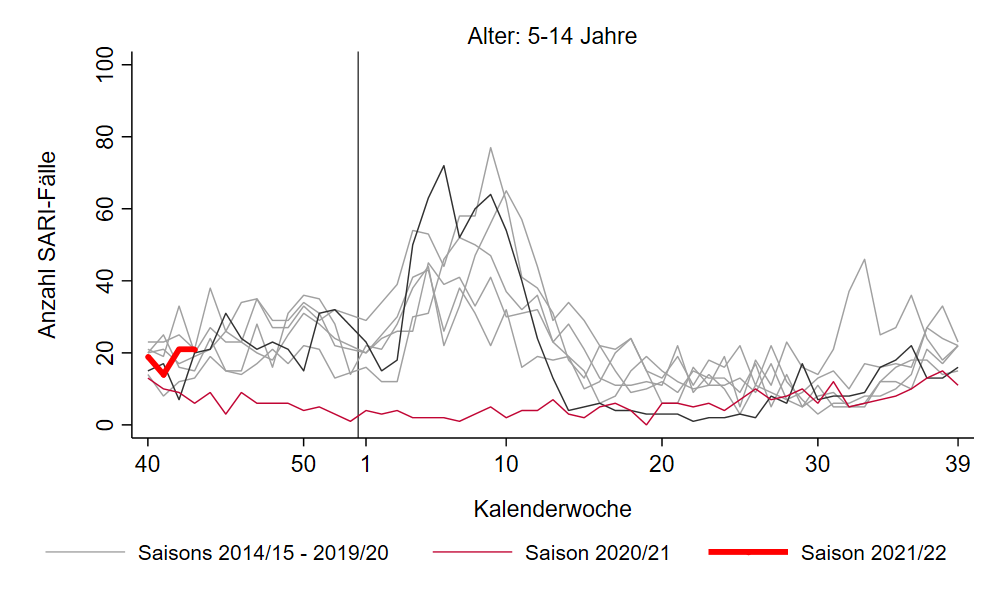 Alter: 5-14 Jahre
Anzahl SARI-Fälle
100
80
60
40
20
0
40 50 1 10 20 30 39
Kalenderwoche
Saisons 2014/15 - 2019/20 Saison 2020/21 Saison 2021/22